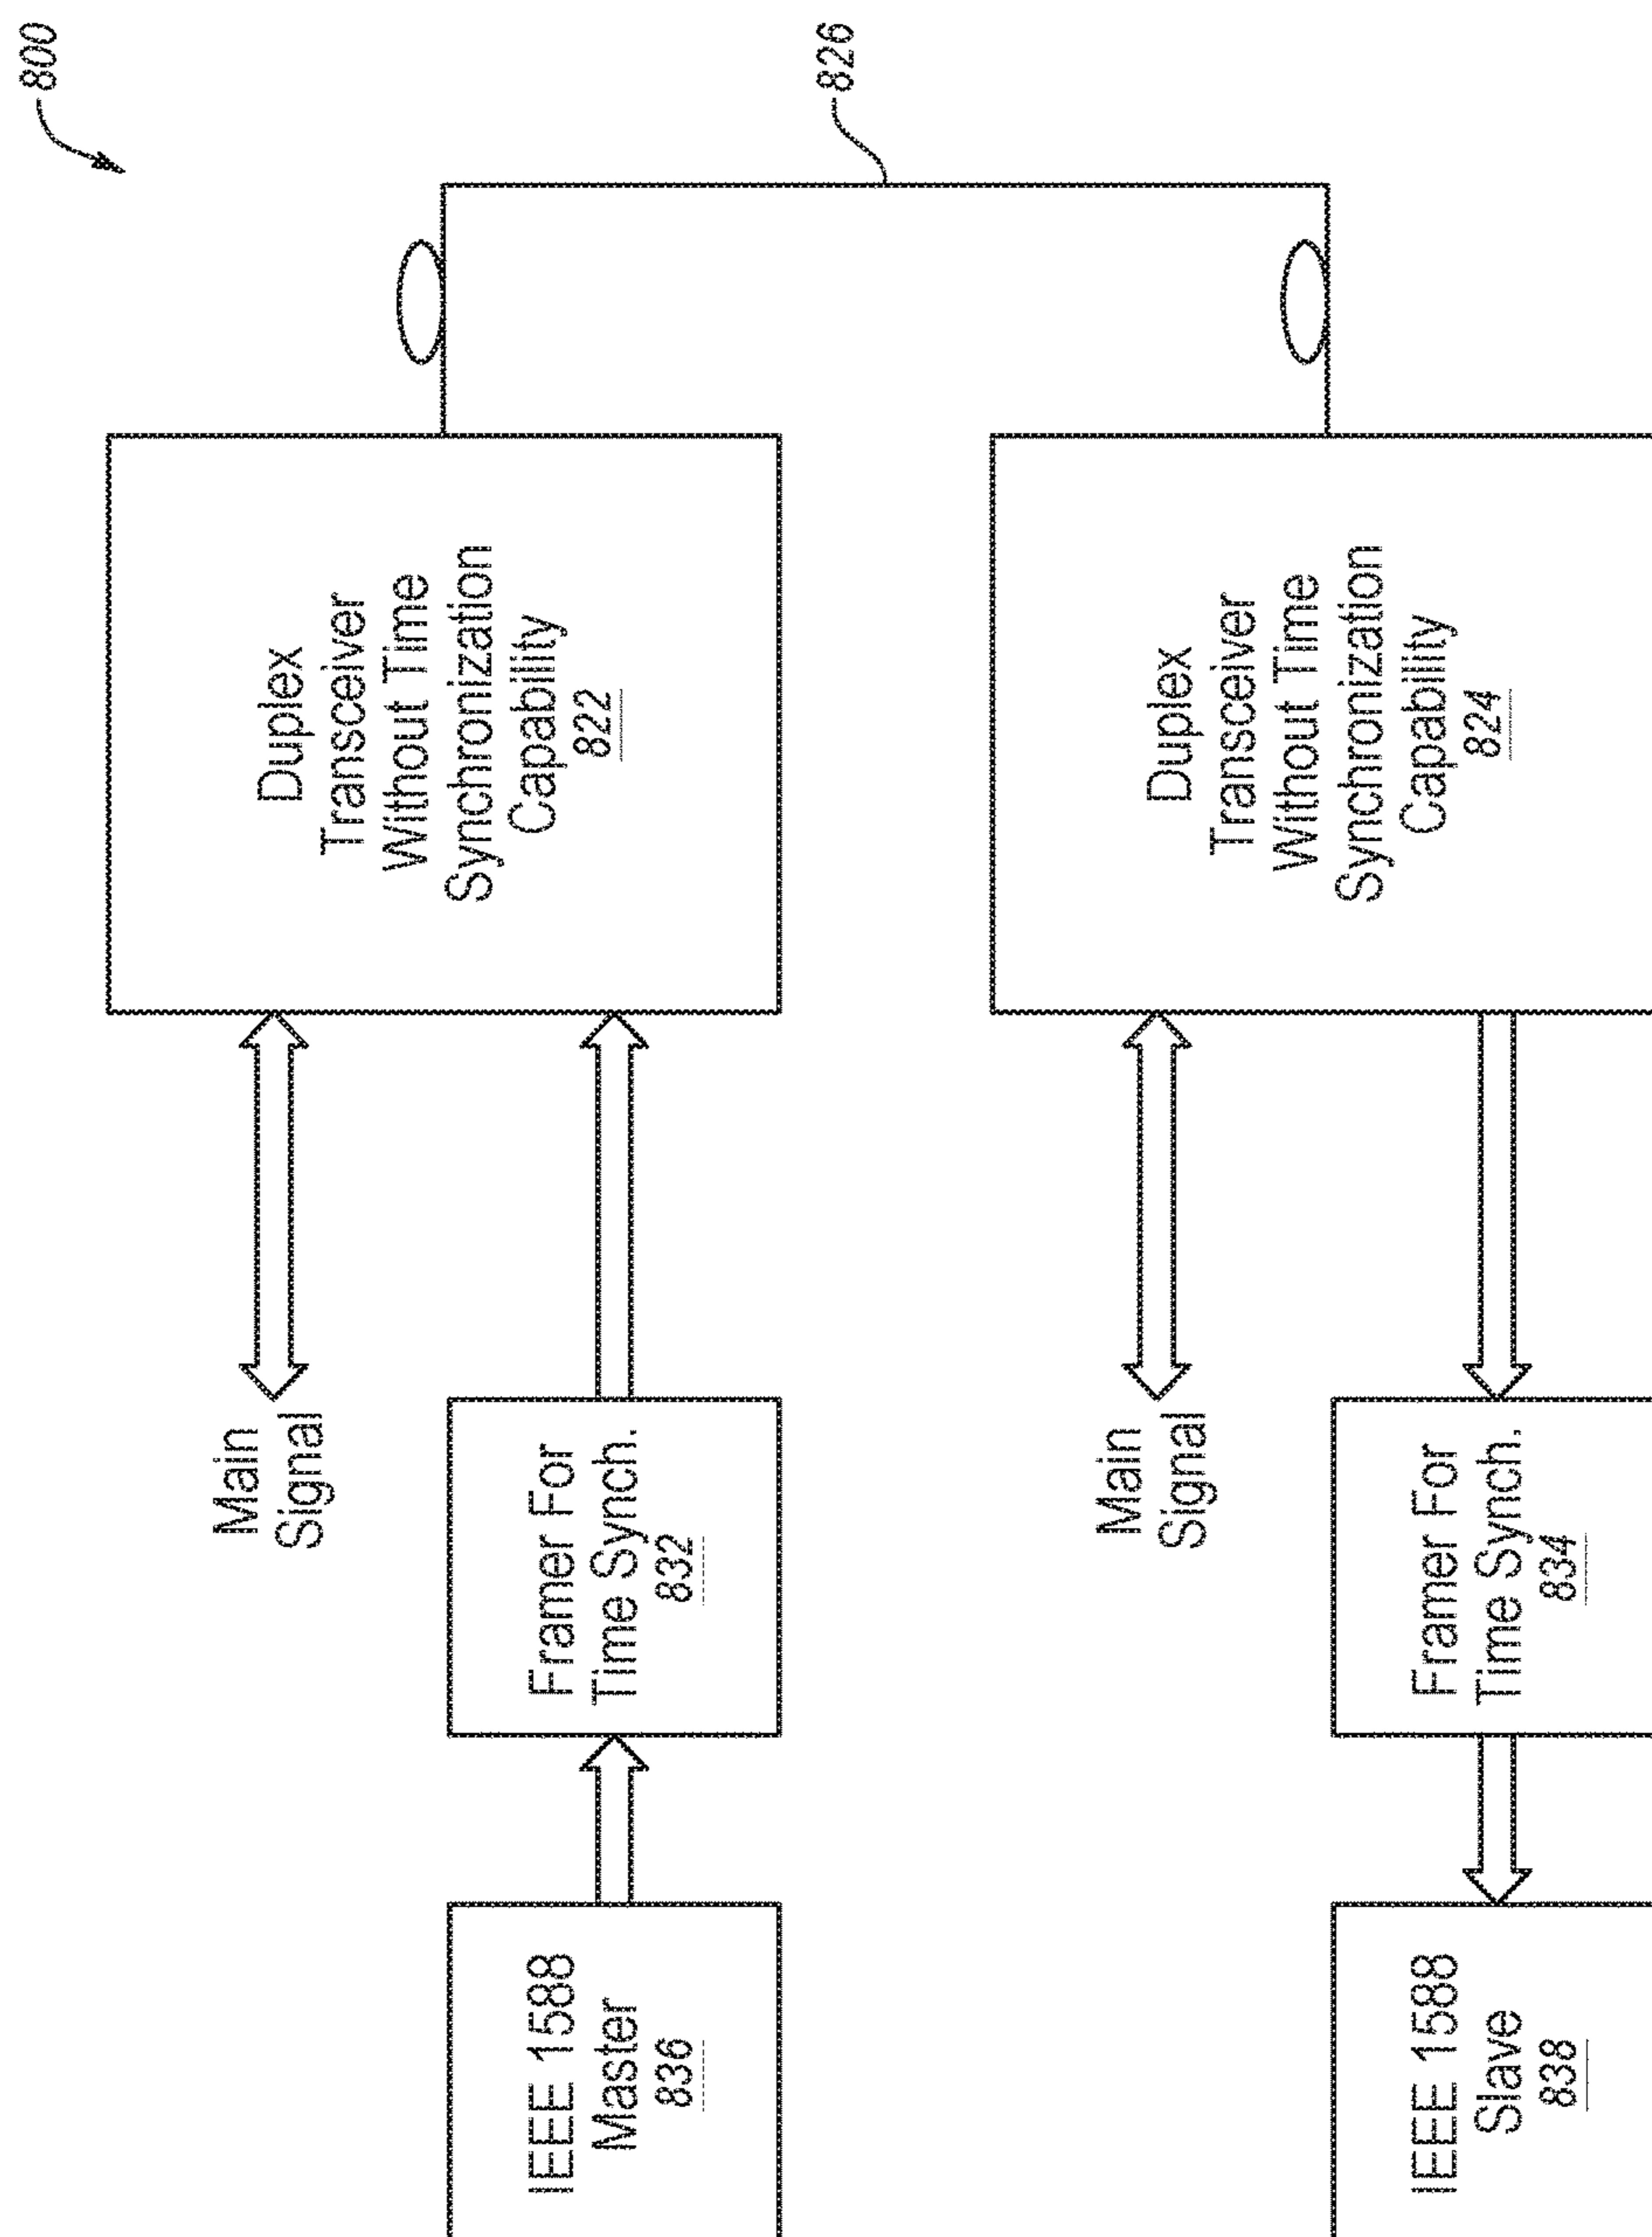 800
826
Duplex
Transceiver
Without Time
Synchronization
Capability
822
Duplex
Transceiver
Without Time
Synchronization
Capability
824
Main
Signal
Framer For
Time Synch.
832
Main
Signal
Framer For
Time Synch.
834
IEEE 1588
Master
836
IEEE 1588
Slave
838